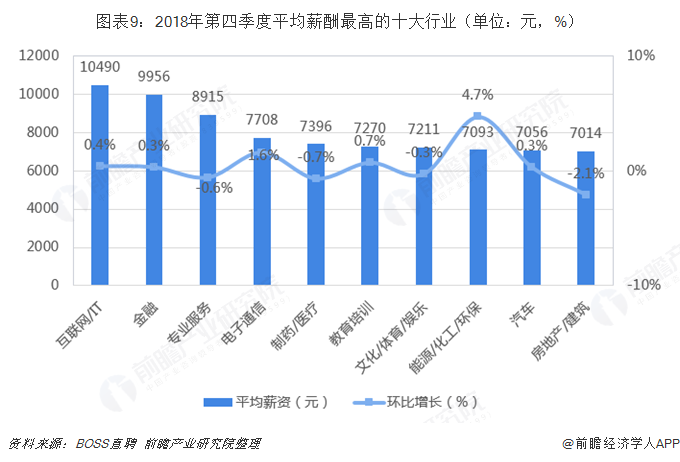 图表9：2018年第四季度平均薪酬最高的十大行业（单位：元，%）
12000
10000
8000
6000
4000
2000
0
10%
0%
-10%
10490
9956
8915
7708
7396
7270
7211
7093
7056
7014
0.4%
0.3%
-0.6%
1.6%
-0.7%
0.7%
-0.3%
4.7%
0.3%
-2.1%
互联网/IT
金融
专业服务
电子通信
制药/医疗
教育培训
文化/体育/娱乐
能源/化工/环保
汽车
房地产/建筑
平均薪资（元）
环比增长（%）
前瞻产业研究院
资料来源：BOSS直聘 前瞻产业研究院整理
@前瞻经济学人APP